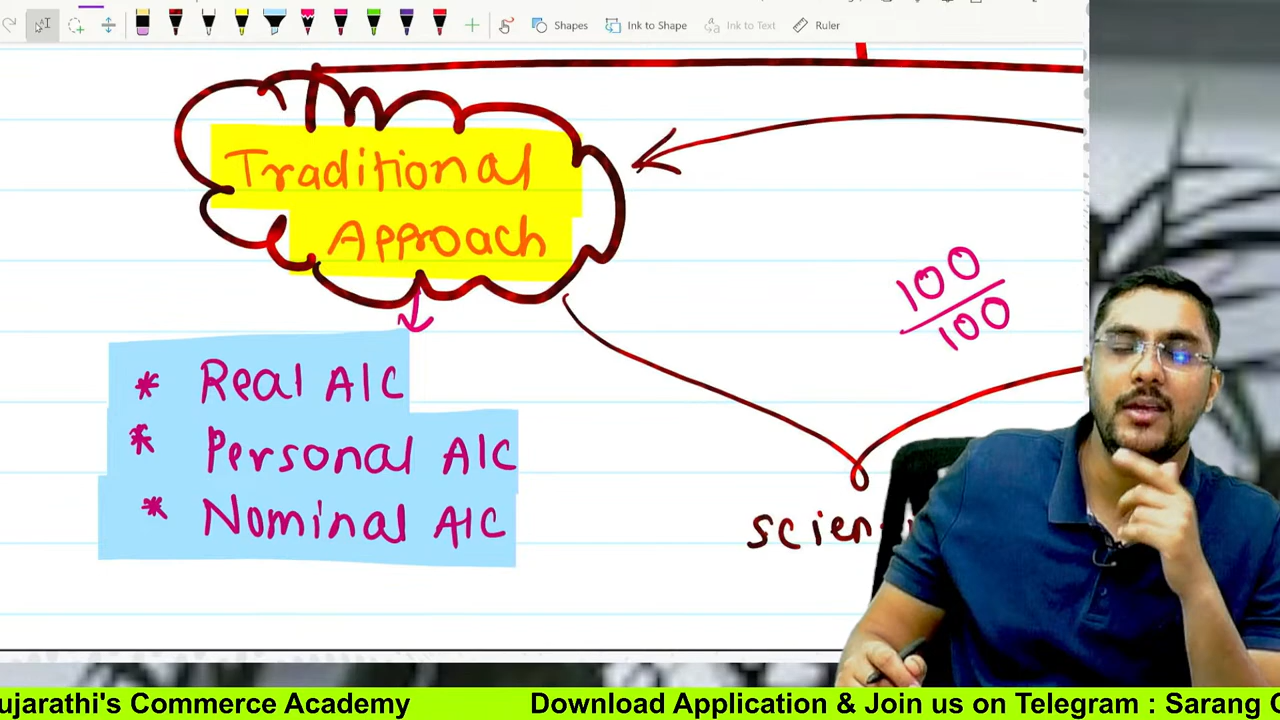 Shapes
Ink to Shape
Ink to Text
Ruler
Traditional
Approach
100
100
* Real A/C
* Personal A/C
* Nominal A/C
scien
ujarathi's Commerce Academy
Download Application & Join us on Telegram : Sarang